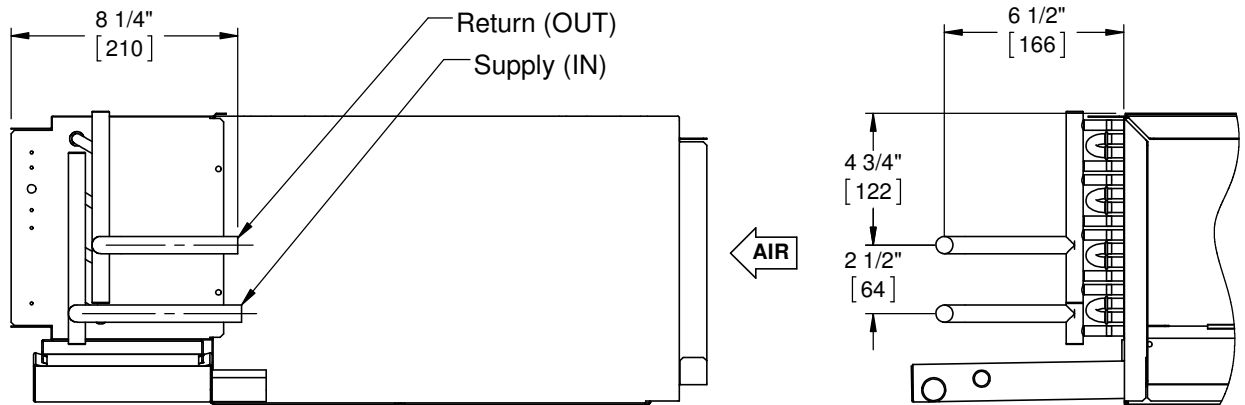 8 1/4"
[210]
Return (OUT)
Supply (IN)
AIR
6 1/2"
[166]
4 3/4"
[122]
2 1/2"
[64]